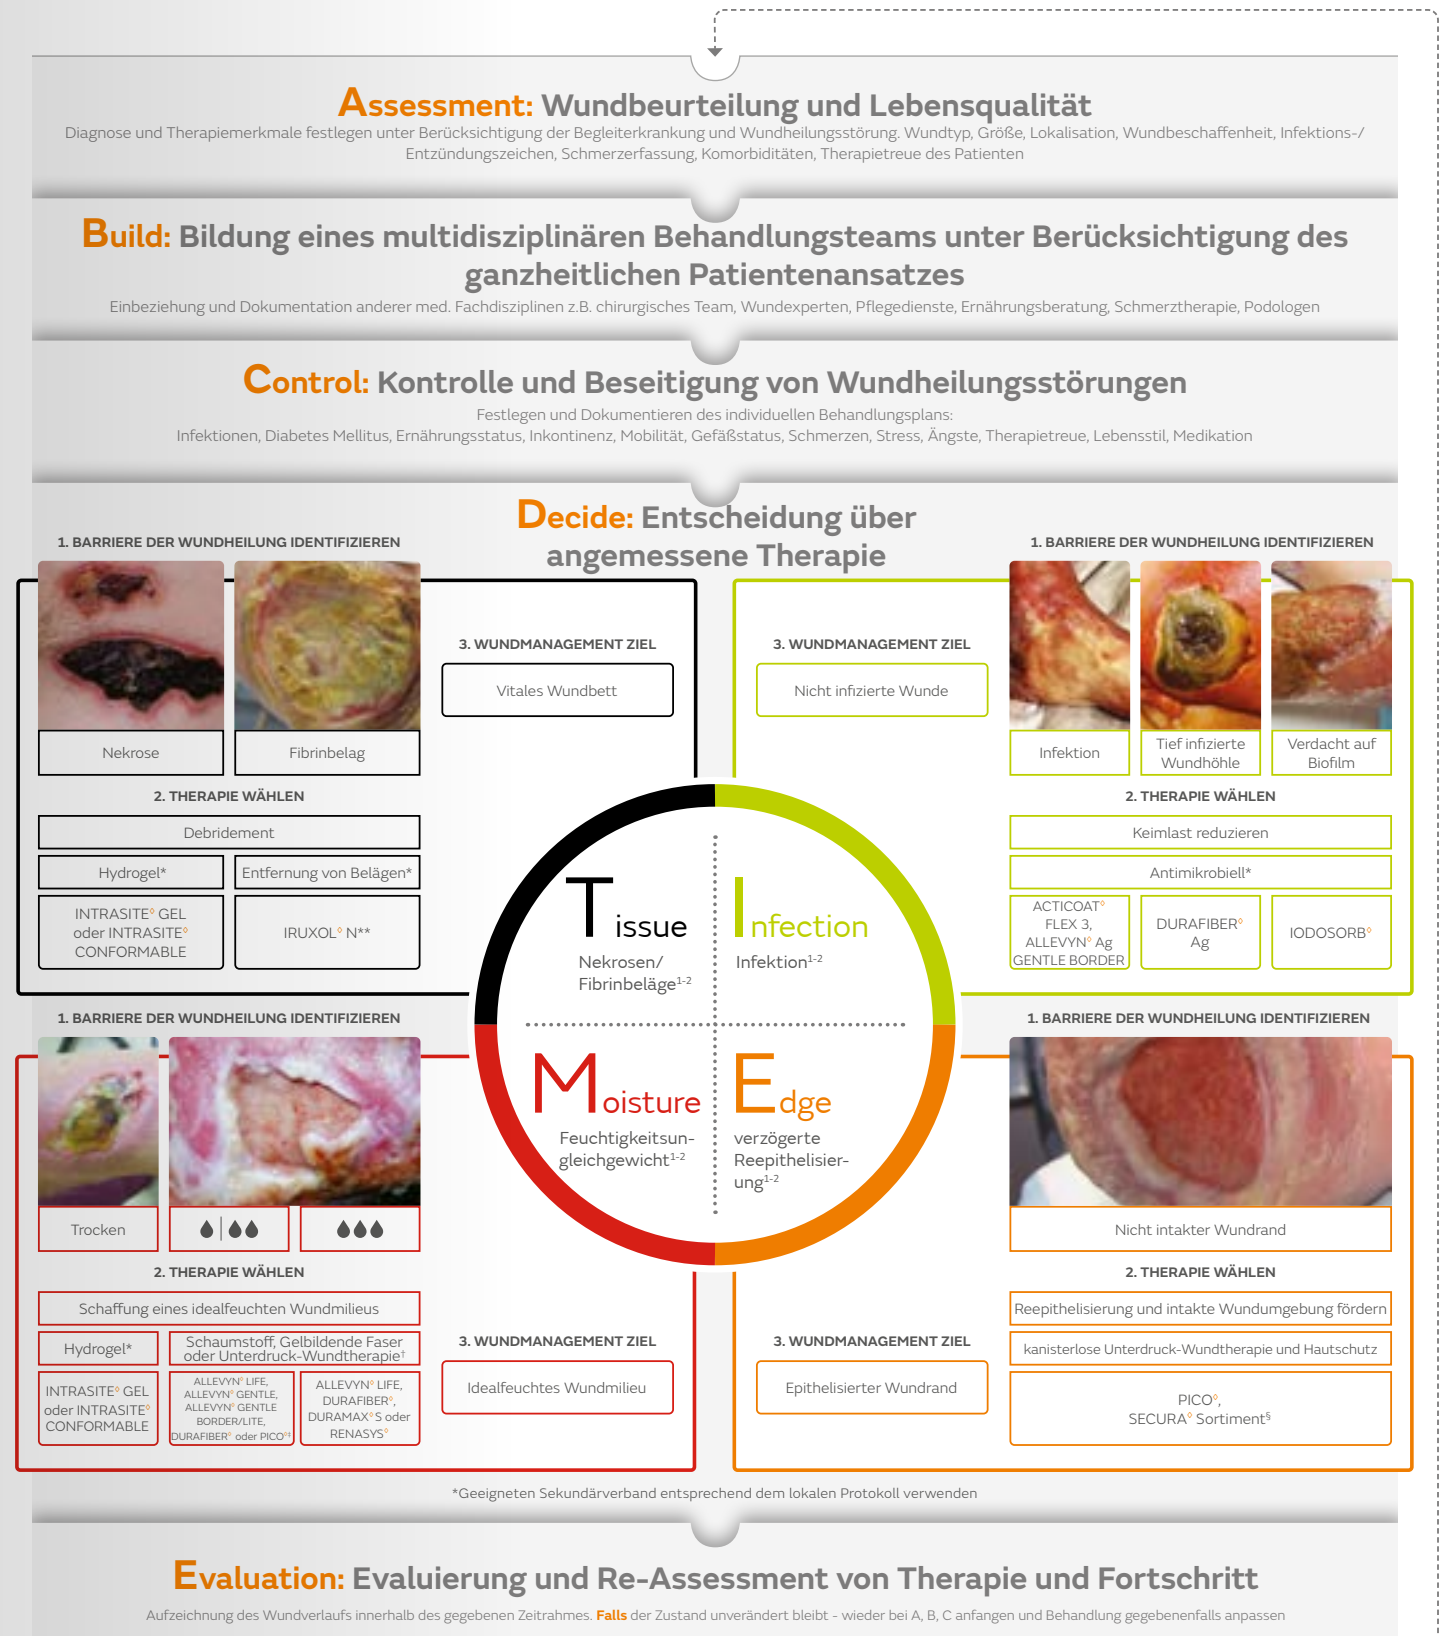 Assessment: Wundbeurteilung und Lebensqualität
Diagnose und Therapiemerkmale festlegen unter Berücksichtigung der Begleiterkrankung und Wundheilungsstörung. Wundtyp, Größe, Lokalisation, Wundbeschaffenheit, Infektions-/
Entzündungszeichen, Schmerzerfassung, Komorbiditäten, Therapietreue des Patienten
Build: Bildung eines multidisziplinären Behandlungsteams unter Berücksichtigung des
ganzheitlichen Patientenansatzes
Einbeziehung und Dokumentation anderer med. Fachdisziplinen z.B. chirurgisches Team, Wundexperten, Pflegedienste, Ernährungsberatung, Schmerztherapie, Podologen
Control: Kontrolle und Beseitigung von Wundheilungsstörungen
Festlegen und Dokumentieren des individuellen Behandlungsplans:
Infektionen, Diabetes Mellitus, Ernährungsstatus, Inkontinenz, Mobilität, Gefäßstatus, Schmerzen, Stress, Ängste, Therapietreue, Lebensstil, Medikation
Decide: Entscheidung über
angemessene Therapie
1. BARRIERE DER WUNDHEILUNG IDENTIFIZIEREN
Nekrose
Fibrinbelag
2. THERAPIE WÄHLEN
Debridement
Hydrogel*
Entfernung von Belägen*
INTRASITE◊ GEL
oder INTRASITE◊
CONFORMABLE
IRUXOL◊ N**
3. WUNDMANAGEMENT ZIEL
Vitales Wundbett
3. WUNDMANAGEMENT ZIEL
Nicht infizierte Wunde
1. BARRIERE DER WUNDHEILUNG IDENTIFIZIEREN
Infektion
Tief infizierte
Wundhöhle
Verdacht auf
Biofilm
2. THERAPIE WÄHLEN
Keimlast reduzieren
Antimikrobiell*
ACTICOAT◊
FLEX 3,
ALLEVYN◊ Ag
GENTLE BORDER
DURAFIBER◊
Ag
IODOSORB◊
Tissue
Nekrosen/
Fibrinbeläge1-2
Infection
Infektion1-2
Moisture
Feuchtigkeitsun-
gleichgewicht1-2
Edge
verzögerte
Reepithelisier-
ung1-2
1. BARRIERE DER WUNDHEILUNG IDENTIFIZIEREN
Trocken
2. THERAPIE WÄHLEN
Schaffung eines idealfeuchten Wundmilieus
Hydrogel*
Schaumstoff, Gelbildende Faser
oder Unterdruck-Wundtherapie†
INTRASITE◊ GEL
oder INTRASITE◊
CONFORMABLE
ALLEVYN◊ LIFE,
ALLEVYN◊ GENTLE,
ALLEVYN◊ GENTLE
BORDER/LITE,
DURAFIBER◊ oder PICO◊‡
ALLEVYN◊ LIFE,
DURAFIBER◊,
DURAMAX◊ S oder
RENASYS◊
3. WUNDMANAGEMENT ZIEL
Idealfeuchtes Wundmilieu
3. WUNDMANAGEMENT ZIEL
Epithelisierter Wundrand
1. BARRIERE DER WUNDHEILUNG IDENTIFIZIEREN
Nicht intakter Wundrand
2. THERAPIE WÄHLEN
Reepithelisierung und intakte Wundumgebung fördern
kanisterlose Unterdruck-Wundtherapie und Hautschutz
PICO◊,
SECURA◊ Sortiment§
*Geeigneten Sekundärverband entsprechend dem lokalen Protokoll verwenden
Evaluation: Evaluierung und Re-Assessment von Therapie und Fortschritt
Aufzeichnung des Wundverlaufs innerhalb des gegebenen Zeitrahmes. Falls der Zustand unverändert bleibt - wieder bei A, B, C anfangen und Behandlung gegebenenfalls anpassen